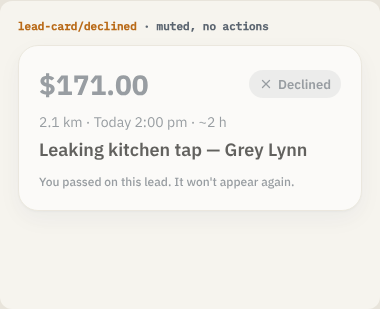 lead-card/declined · muted, no actions
$171.00
× Declined
2.1 km · Today 2:00 pm · ~2 h
Leaking kitchen tap — Grey Lynn
You passed on this lead. It won't appear again.